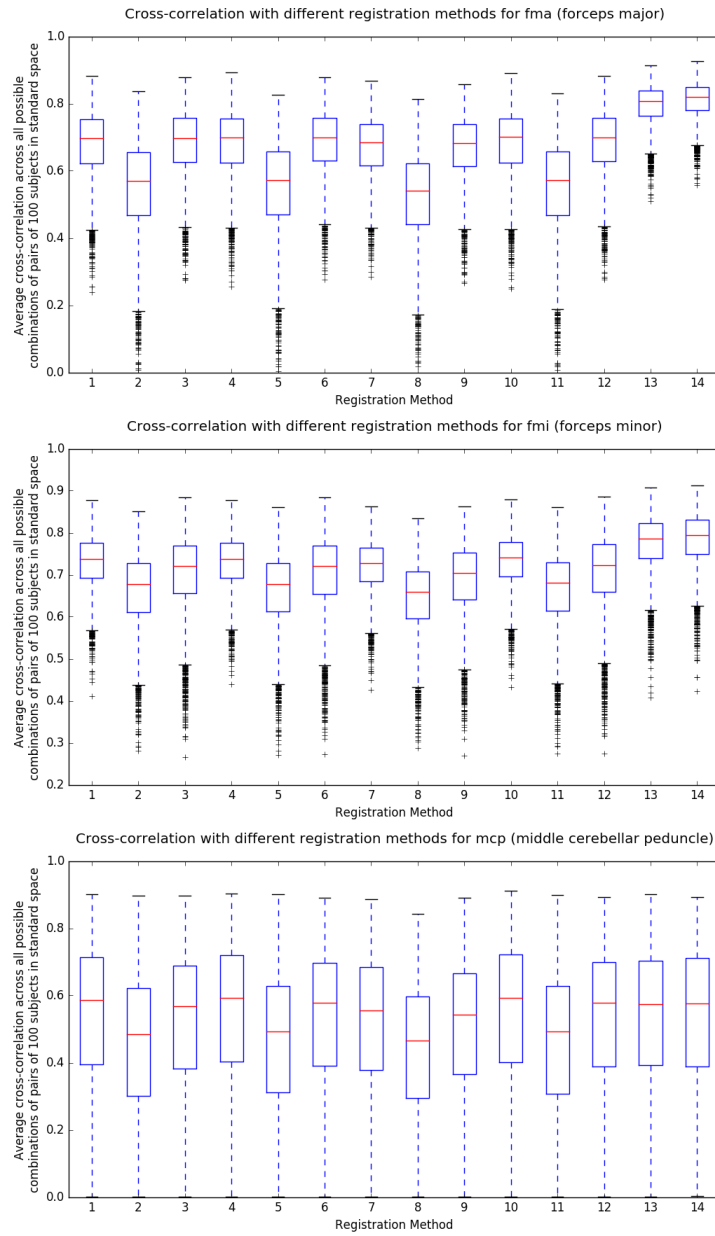 Cross-correlation with different registration methods for fma (forceps major)
Average cross-correlation across all possible
combinations of pairs of 100 subjects in standard space
1.0
0.8
0.6
0.4
0.2
0.0
1 2 3 4 5 6 7 8 9 10 11 12 13 14
Registration Method
Cross-correlation with different registration methods for fmi (forceps minor)
Average cross-correlation across all possible
combinations of pairs of 100 subjects in standard space
1.0
0.9
0.8
0.7
0.6
0.5
0.4
0.3
0.2
1 2 3 4 5 6 7 8 9 10 11 12 13 14
Registration Method
Cross-correlation with different registration methods for mcp (middle cerebellar peduncle)
Average cross-correlation across all possible
combinations of pairs of 100 subjects in standard space
1.0
0.8
0.6
0.4
0.2
0.0
1 2 3 4 5 6 7 8 9 10 11 12 13 14
Registration Method